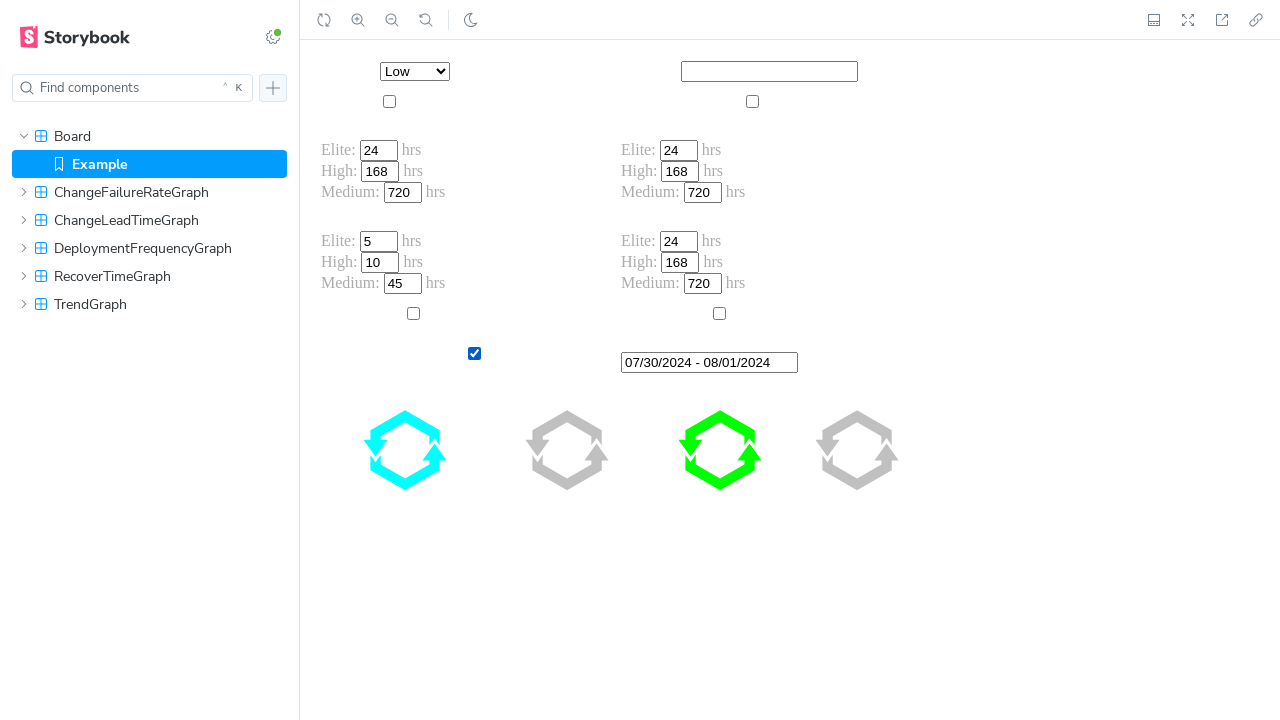 Storybook
Find components
^ K
Board
Example
ChangeFailureRateGraph
ChangeLeadTimeGraph
DeploymentFrequencyGraph
RecoverTimeGraph
TrendGraph
Low
Elite: 24 hrs
High: 168 hrs
Medium: 720 hrs
Elite: 24 hrs
High: 168 hrs
Medium: 720 hrs
Elite: 5 hrs
High: 10 hrs
Medium: 45 hrs
Elite: 24 hrs
High: 168 hrs
Medium: 720 hrs
07/30/2024 - 08/01/2024